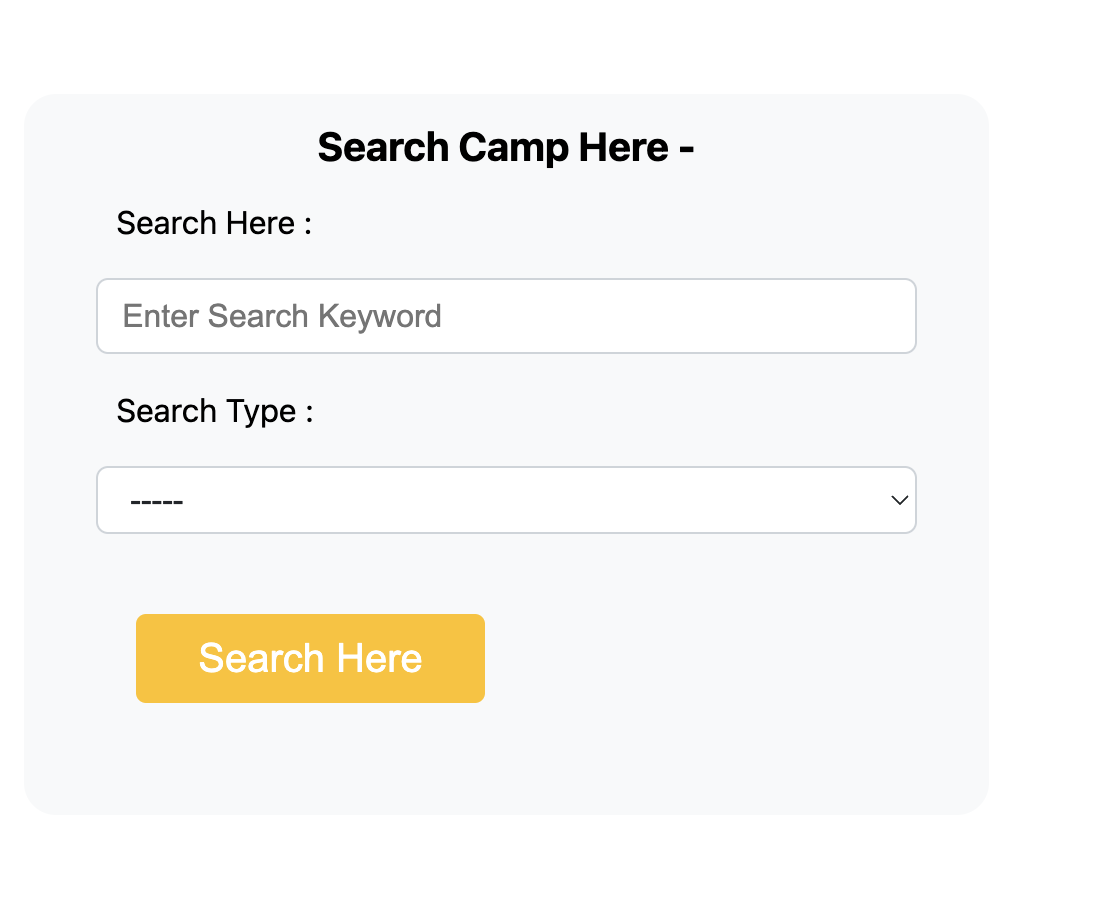 Search Camp Here -
Search Here :
Enter Search Keyword
Search Type :
-----
Search Here